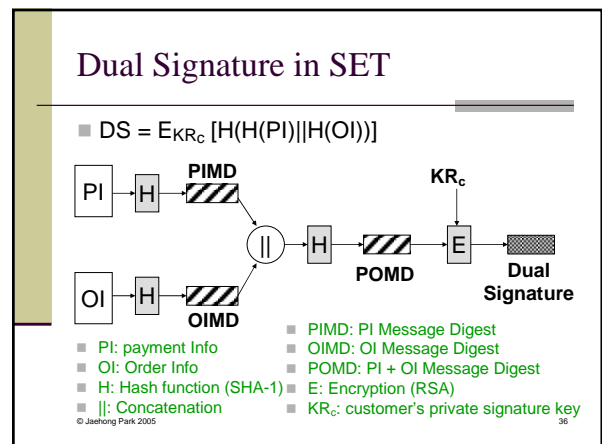 Dual Signature in SET
DS = E_KRc [H(H(PI)||H(OI))]
PIMD
KRc
PI
H
||
H
E
POMD
Dual
Signature
OI
H
OIMD
PI: payment Info
OI: Order Info
H: Hash function (SHA-1)
||: Concatenation
PIMD: PI Message Digest
OIMD: OI Message Digest
POMD: PI + OI Message Digest
E: Encryption (RSA)
KRc: customer's private signature key
© Jaehong Park 2005
36